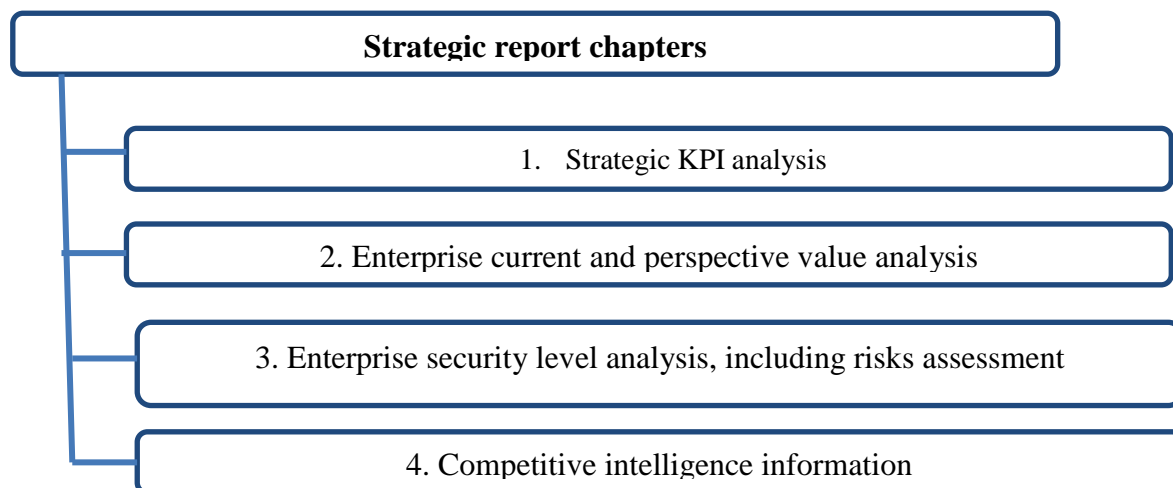 Strategic report chapters
1. Strategic KPI analysis
2. Enterprise current and perspective value analysis
3. Enterprise security level analysis, including risks assessment
4. Competitive intelligence information